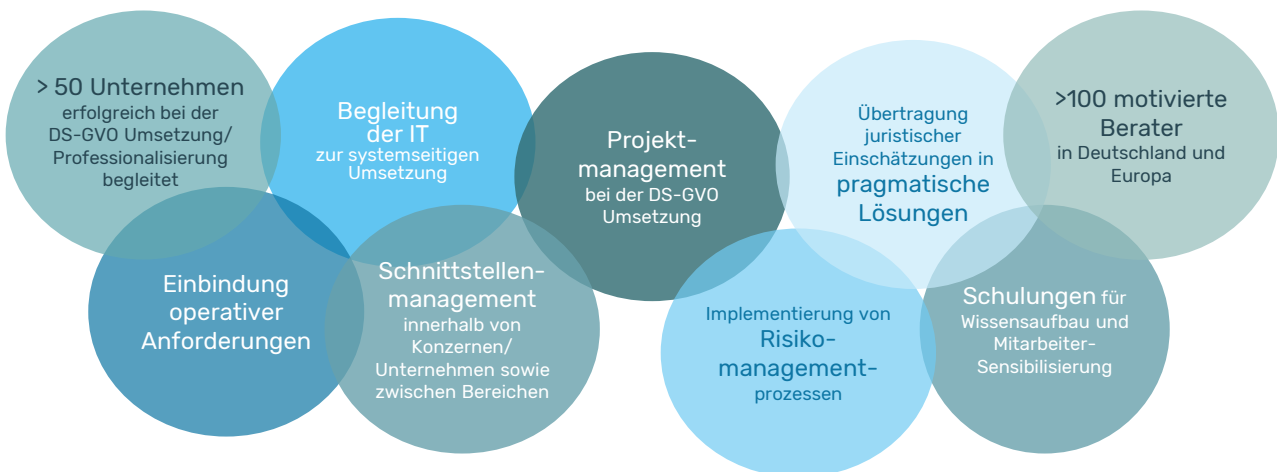 > 50 Unternehmen
erfolgreich bei der
DS-GVO Umsetzung/
Professionalisierung
begleitet
Begleitung
der IT
zur systemseitigen
Umsetzung
Projekt-
management
bei der DS-GVO
Umsetzung
Übertragung
juristischer
Einschätzungen in
pragmatische
Lösungen
>100 motivierte
Berater
in Deutschland und
Europa
Einbindung
operativer
Anforderungen
Schnittstellen-
management
innerhalb von
Konzernen/
Unternehmen sowie
zwischen Bereichen
Implementierung von
Risiko-
management-
prozessen
Schulungen für
Wissensaufbau und
Mitarbeiter-
Sensibilisierung